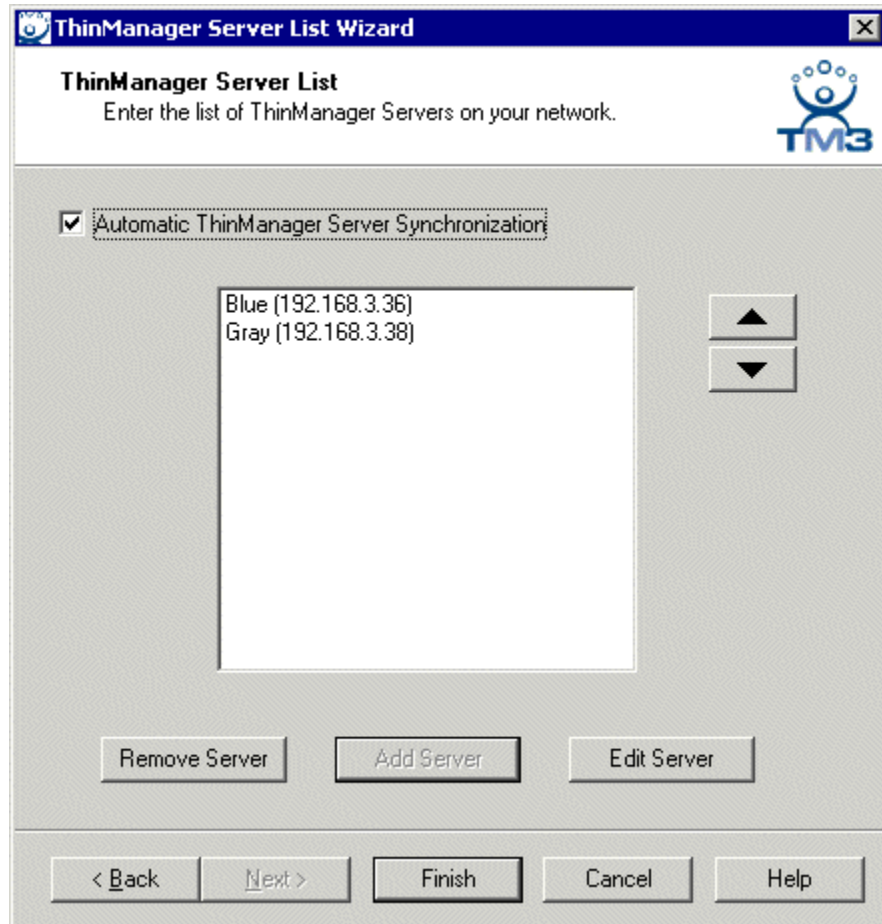 ThinManager Server List Wizard
ThinManager Server List
Enter the list of ThinManager Servers on your network.
TM3
Automatic ThinManager Server Synchronization
Blue (192.168.3.36)
Gray (192.168.3.38)
Remove Server Add Server Edit Server
< Back Next > Finish Cancel Help